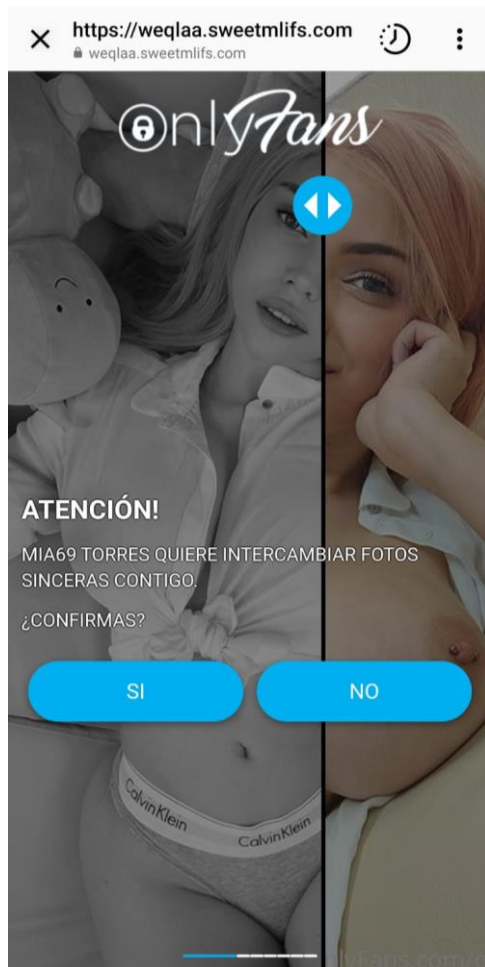 https://weqlaa.sweetmlifs.com
weqlaa.sweetmlifs.com
OnlyFans
ATENCIÓN!
MIA69 TORRES QUIERE INTERCAMBIAR FOTOS
SINCERAS CONTIGO.
¿CONFIRMAS?
SI
NO
Calvin Klein
Calvin Klein